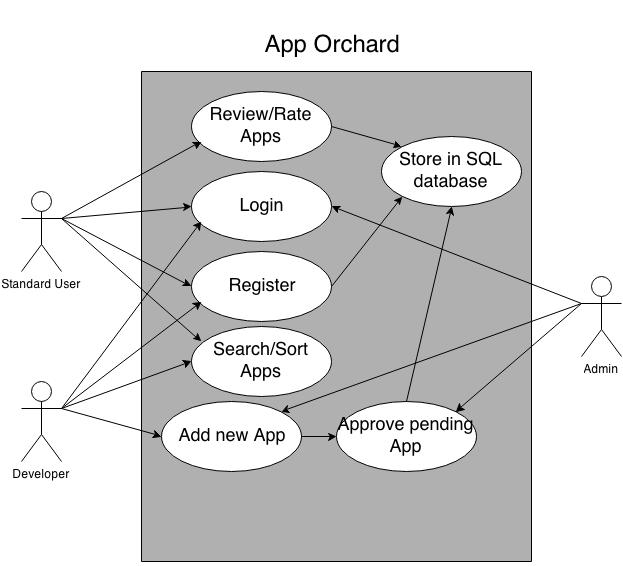 App Orchard
Review/Rate
Apps
Store in SQL
database
Login
Standard User
Register
Search/Sort
Apps
Admin
Add new App
Approve pending
App
Developer